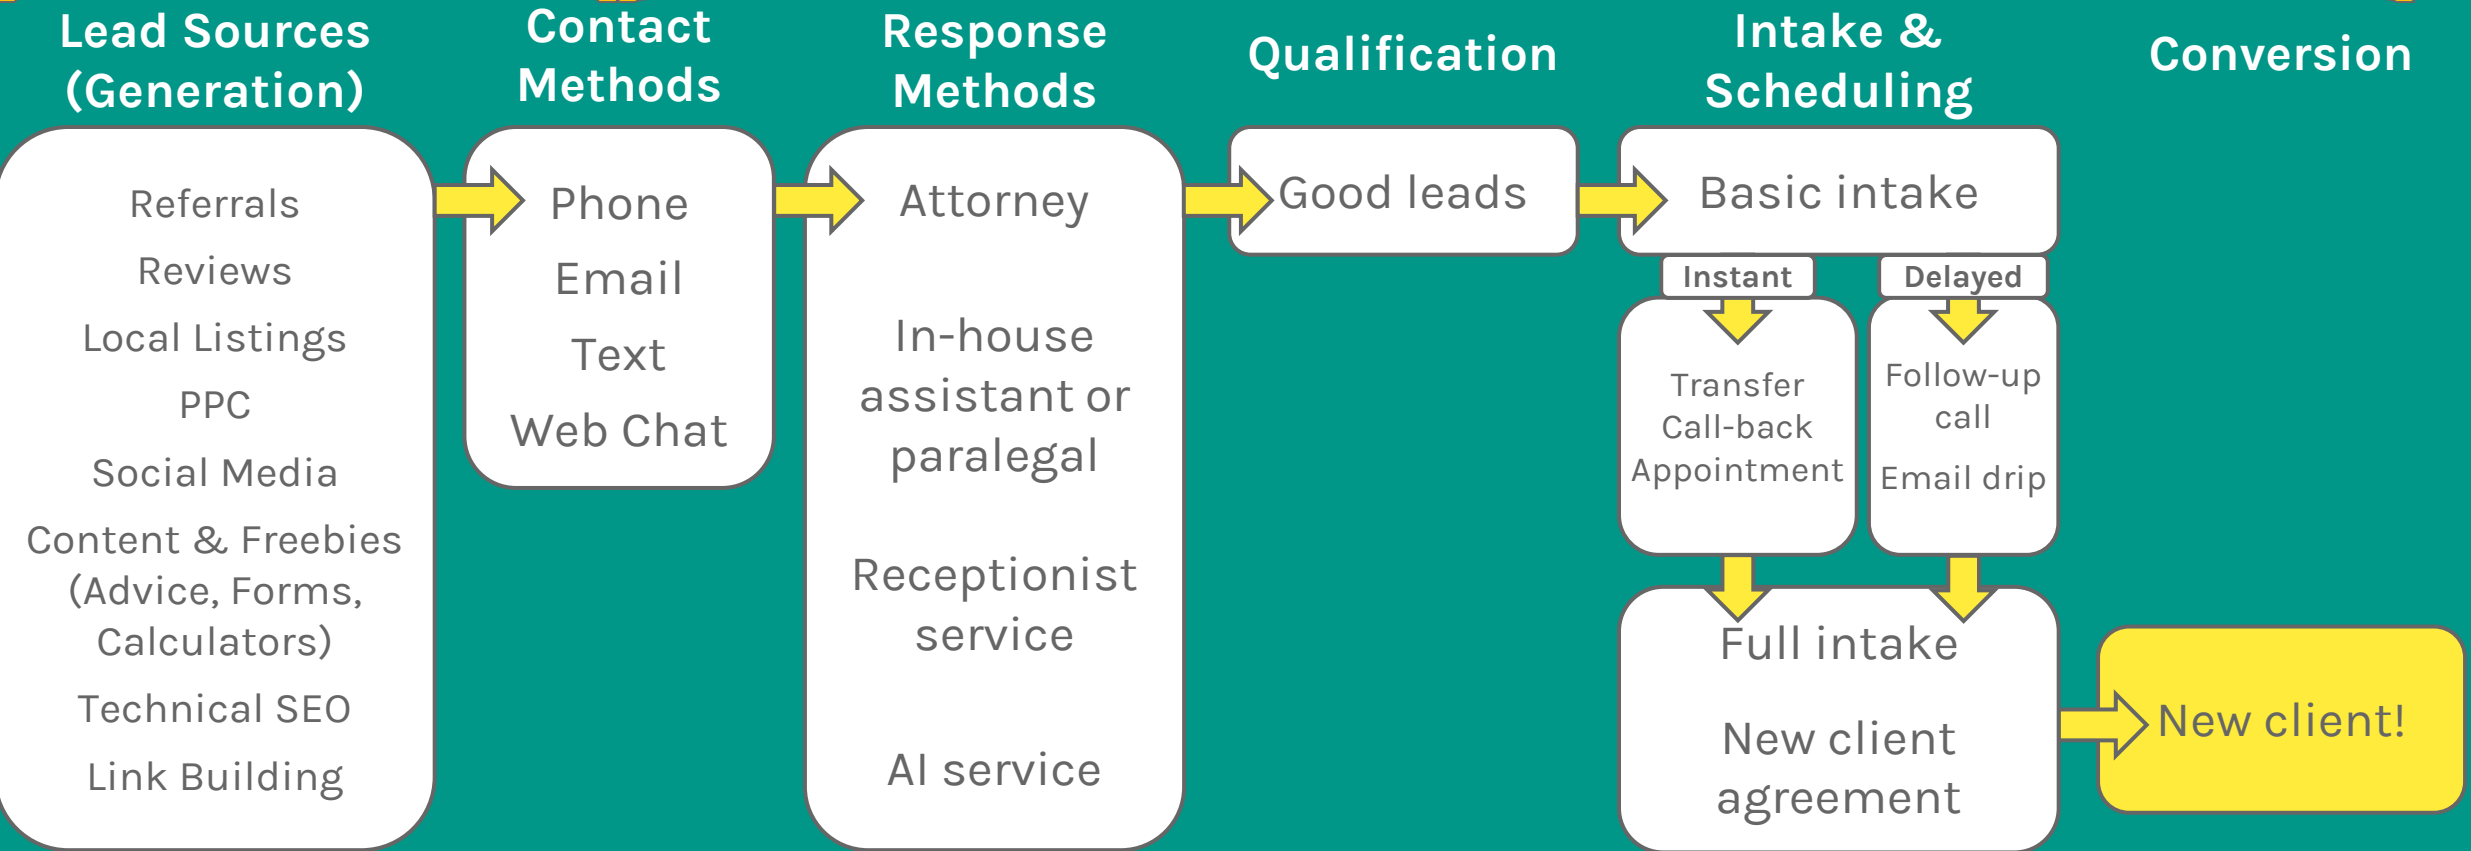 Lead Sources
(Generation)
Referrals
Reviews
Local Listings
PPC
Social Media
Content & Freebies
(Advice, Forms,
Calculators)
Technical SEO
Link Building
Contact
Methods
Phone
Email
Text
Web Chat
Response
Methods
Attorney
In-house
assistant or
paralegal
Receptionist
service
AI service
Qualification
Good leads
Intake &
Scheduling
Basic intake
Instant
Transfer
Call-back
Appointment
Delayed
Follow-up
call
Email drip
Full intake
New client
agreement
Conversion
New client!